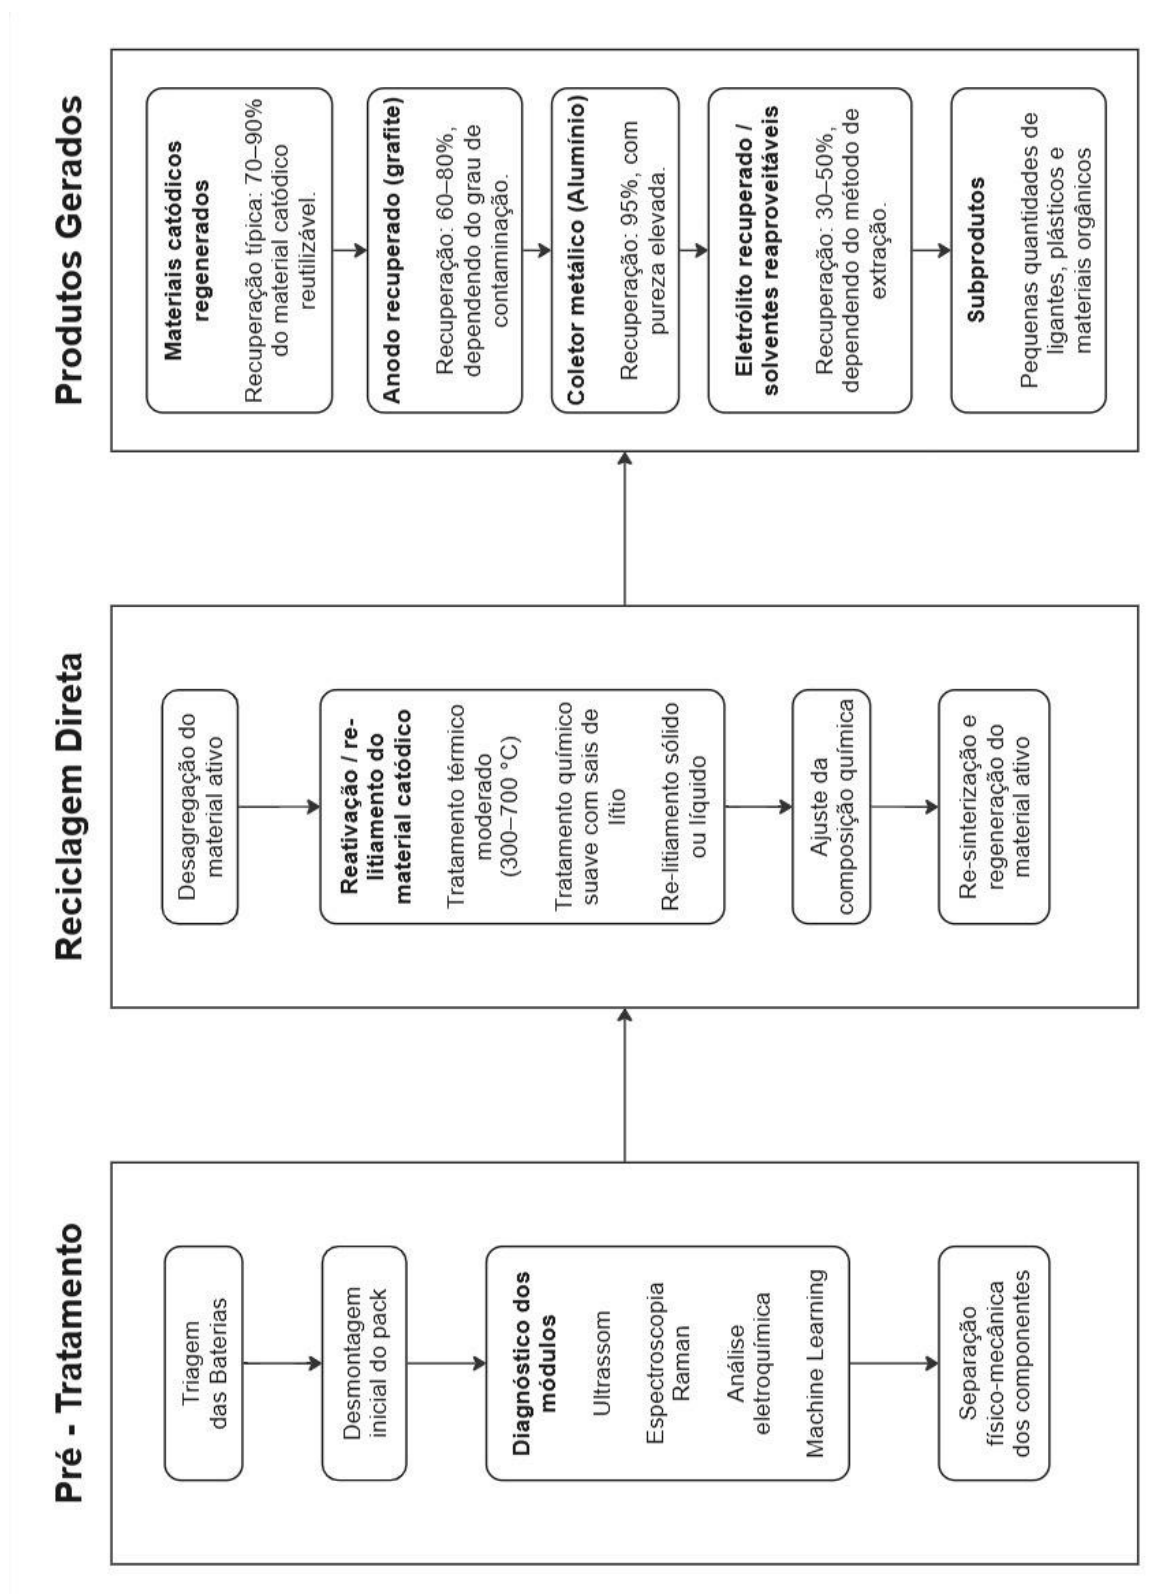 Pré - Tratamento
Triagem
das Baterias
Desmontagem
inicial do pack
Diagnóstico dos
módulos
Ultrassom
Espectroscopia
Raman
Análise
eletroquímica
Machine Learning
Separação
físico-mecânica
dos componentes
Reciclagem Direta
Desagregação do
material ativo
Reativação / re-
litiamento do
material catódico
Tratamento térmico
moderado
(300–700 °C)
Tratamento químico
suave com sais de
lítio
Re-litiamento sólido
ou líquido
Ajuste da
composição química
Re-sinterização e
regeneração do
material ativo
Produtos Gerados
Materiais catódicos
regenerados
Recuperação típica: 70–90%
do material catódico
reutilizável.
Anodo recuperado (grafite)
Recuperação: 60–80%,
dependendo do grau de
contaminação.
Coletor metálico (Alumínio)
Recuperação: 95%, com
pureza elevada.
Eletrólito recuperado /
solventes reaproveitáveis
Recuperação: 30–50%,
dependendo do método de
extração.
Subprodutos
Pequenas quantidades de
ligantes, plásticos e
materiais orgânicos